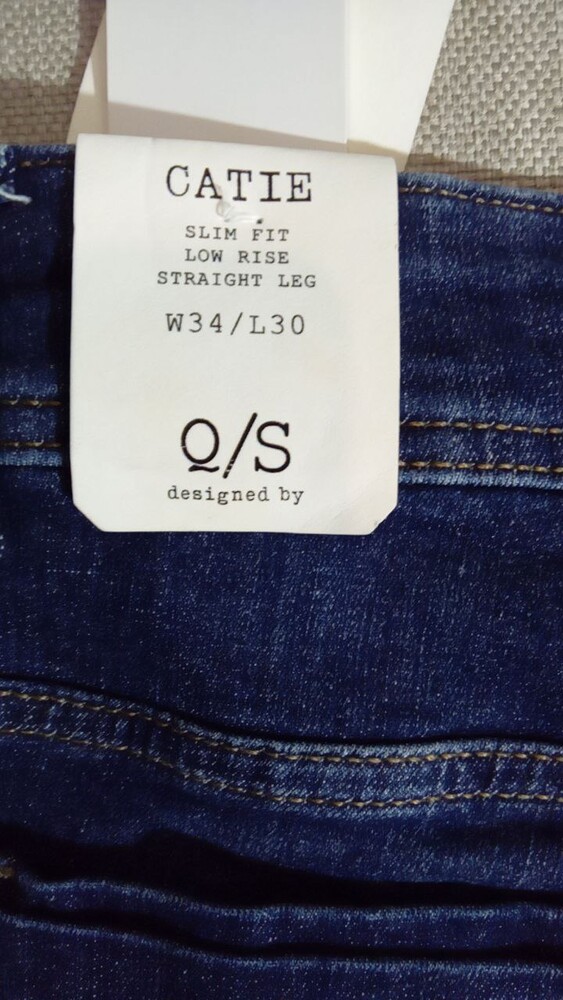 CATIE
SLIM FIT
LOW RISE
STRAIGHT LEG
W34/L30
Q/S
designed by